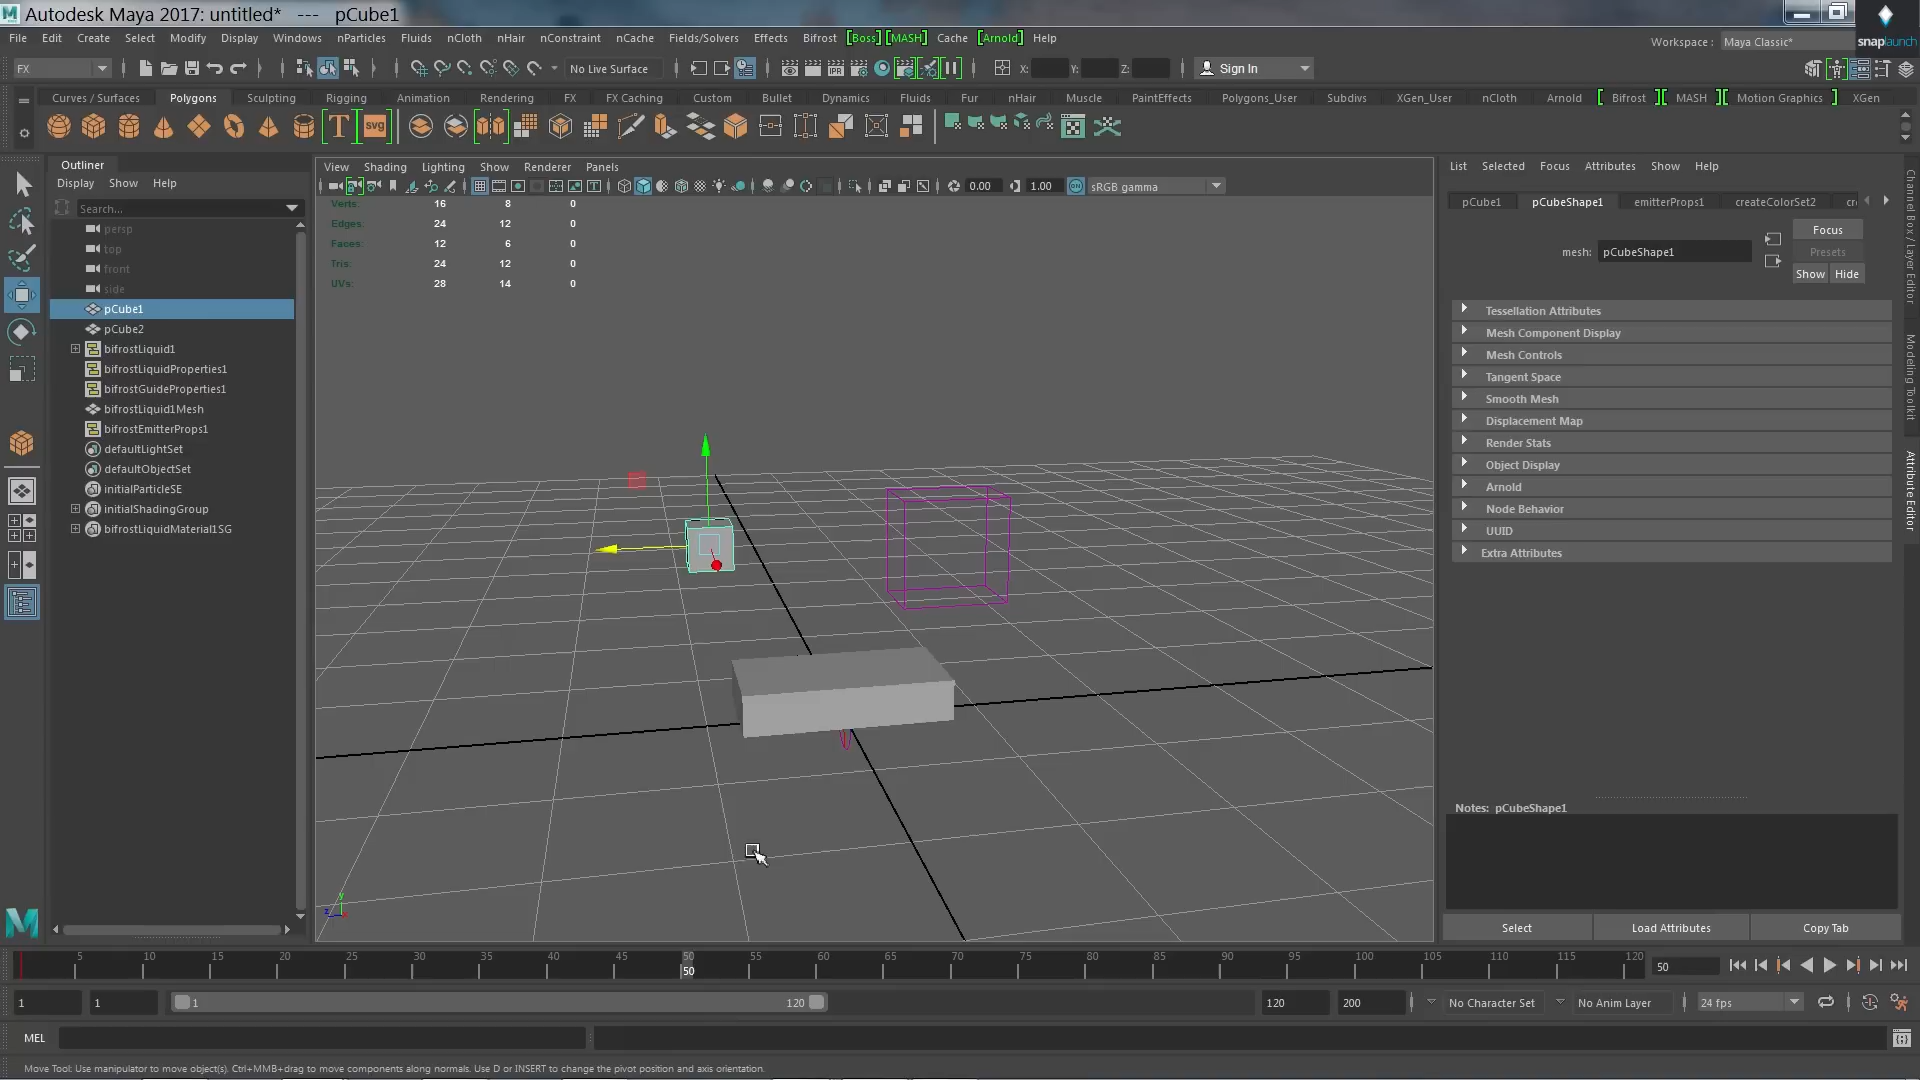 Autodesk Maya 2017: untitled*   ---   pCube1
File Edit Create Select Modify Display Windows nParticles Fluids nCloth nHair nConstraint nCache Fields/Solvers Effects Bifrost [Boss] [MASH] Cache [Arnold] Help
Workspace : Maya Classic*
snaplaunch
FX No Live Surface X: Y: Z: Sign In
Curves / Surfaces Polygons Sculpting Rigging Animation Rendering FX FX Caching Custom Bullet Dynamics Fluids Fur nHair Muscle PaintEffects Polygons_User Subdivs XGen_User nCloth Arnold [ Bifrost ] [ MASH ] [ Motion Graphics ] XGen
T svg
Outliner
Display Show Help
Search...
persp
top
front
side
pCube1
pCube2
bifrostLiquid1
bifrostLiquidProperties1
bifrostGuideProperties1
bifrostLiquid1Mesh
bifrostEmitterProps1
defaultLightSet
defaultObjectSet
initialParticleSE
initialShadingGroup
bifrostLiquidMaterial1SG
View Shading Lighting Show Renderer Panels
0.00 1.00 sRGB gamma
Verts: 16 8 0
Edges: 24 12 0
Faces: 12 6 0
Tris: 24 12 0
UVs: 28 14 0
List Selected Focus Attributes Show Help
pCube1 pCubeShape1 emitterProps1 createColorSet2 cr
mesh: pCubeShape1
Focus
Presets
Show Hide
Tessellation Attributes
Mesh Component Display
Mesh Controls
Tangent Space
Smooth Mesh
Displacement Map
Render Stats
Object Display
Arnold
Node Behavior
UUID
Extra Attributes
Notes: pCubeShape1
Select Load Attributes Copy Tab
Channel Box / Layer Editor
Modeling Toolkit
Attribute Editor
5 10 15 20 25 30 35 40 45 50 55 60 65 70 75 80 85 90 95 100 105 110 115 120
50
50
1 1 1 120 120 200 No Character Set No Anim Layer 24 fps
MEL
Move Tool: Use manipulator to move object(s). Ctrl+MMB+drag to move components along normals. Use D or INSERT to change the pivot position and axis orientation.